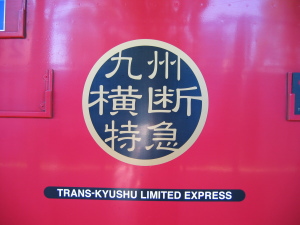 九州
横断
特急
TRANS-KYUSHU LIMITED EXPRESS